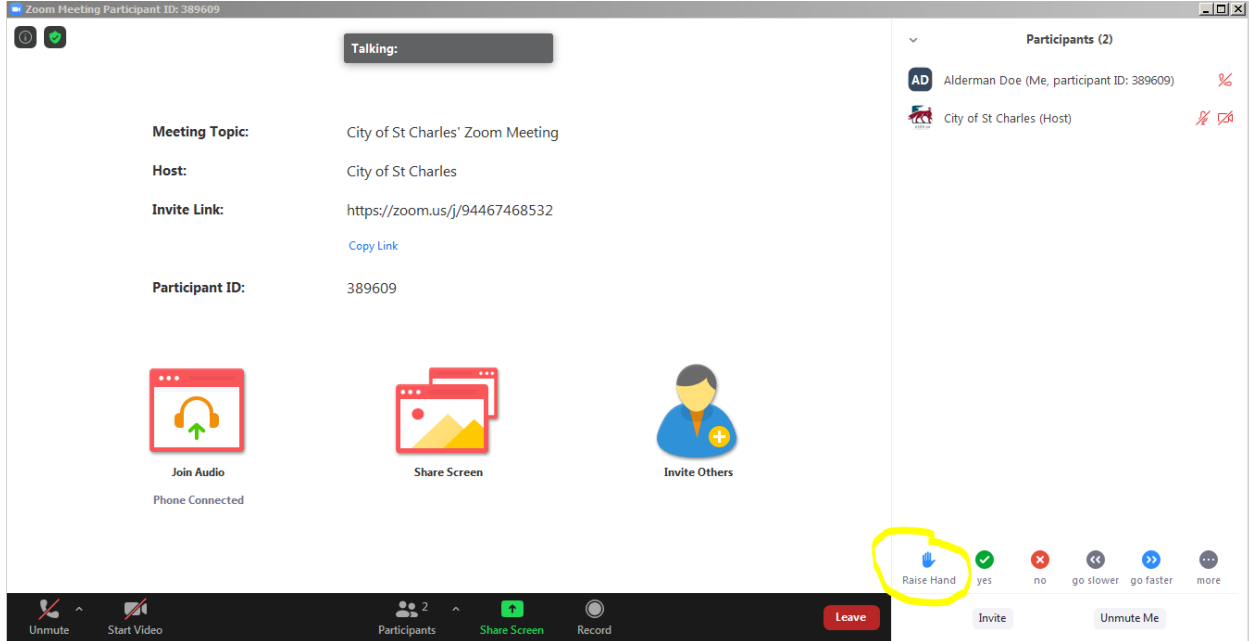 Zoom Meeting Participant ID: 389609
Talking:
Meeting Topic: City of St Charles' Zoom Meeting
Host: City of St Charles
Invite Link: https://zoom.us/j/94467468532
Copy Link
Participant ID: 389609
Join Audio
Phone Connected
Share Screen
Invite Others
Participants (2)
AD Alderman Doe (Me, participant ID: 389609)
City of St Charles (Host)
Raise Hand yes no go slower go faster more
Invite Unmute Me
Unmute Start Video Participants 2 Share Screen Record Leave